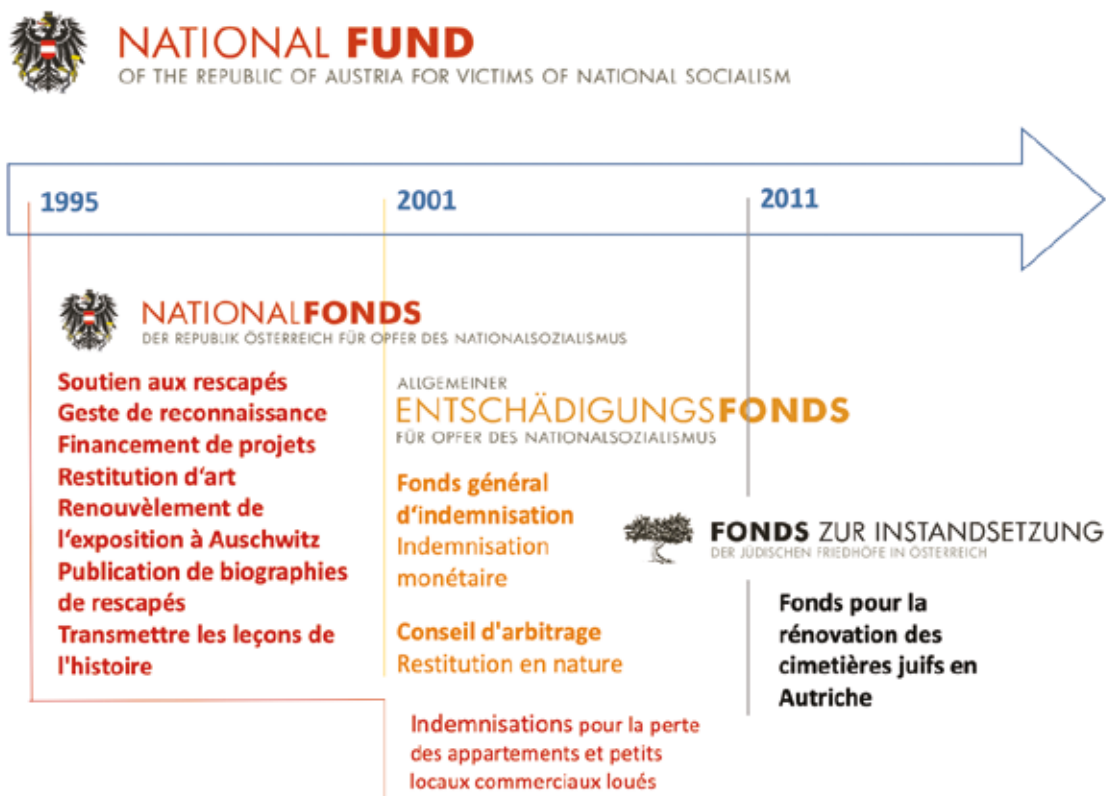 NATIONAL FUND
OF THE REPUBLIC OF AUSTRIA FOR VICTIMS OF NATIONAL SOCIALISM
1995
2001
2011
NATIONALFONDS
DER REPUBLIK ÖSTERREICH FÜR OPFER DES NATIONALSOZIALISMUS
Soutien aux rescapés
Geste de reconnaissance
Financement de projets
Restitution d‘art
Renouvèlement de
l‘exposition à Auschwitz
Publication de biographies
de rescapés
Transmettre les leçons de
l'histoire
ALLGEMEINER
ENTSCHÄDIGUNGSFONDS
FÜR OPFER DES NATIONALSOZIALISMUS
Fonds général
d‘indemnisation
Indemnisation
monétaire
Conseil d'arbitrage
Restitution en nature
Indemnisations pour la perte
des appartements et petits
locaux commerciaux loués
FONDS ZUR INSTANDSETZUNG
DER JÜDISCHEN FRIEDHÖFE IN ÖSTERREICH
Fonds pour la
rénovation des
cimetières juifs en
Autriche